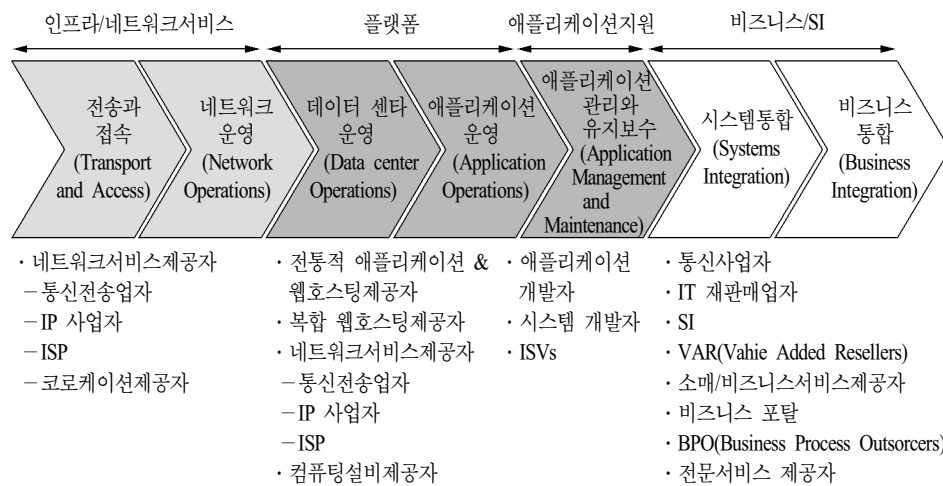 인프라/네트워크서비스
플랫폼
애플리케이션지원
비즈니스/SI
전송과
접속
(Transport
and Access)
네트워크
운영
(Network
Operations)
데이터 센타
운영
(Data center
Operations)
애플리케이션
운영
(Application
Operations)
애플리케이션
관리와
유지보수
(Application
Management
and
Maintenance)
시스템통합
(Systems
Integration)
비즈니스
통합
(Business
Integration)
· 네트워크서비스제공자
－통신전송업자
－IP 사업자
－ISP
－코로케이션제공자
· 전통적 애플리케이션 &
웹호스팅제공자
· 복합 웹호스팅제공자
· 네트워크서비스제공자
－통신전송업자
－IP 사업자
－ISP
· 컴퓨팅설비제공자
· 애플리케이션
개발자
· 시스템 개발자
· ISVs
· 통신사업자
· IT 재판매업자
· SI
· VAR(Vahie Added Resellers)
· 소매/비즈니스서비스제공자
· 비즈니스 포탈
· BPO(Business Process Outsorcers)
· 전문서비스 제공자